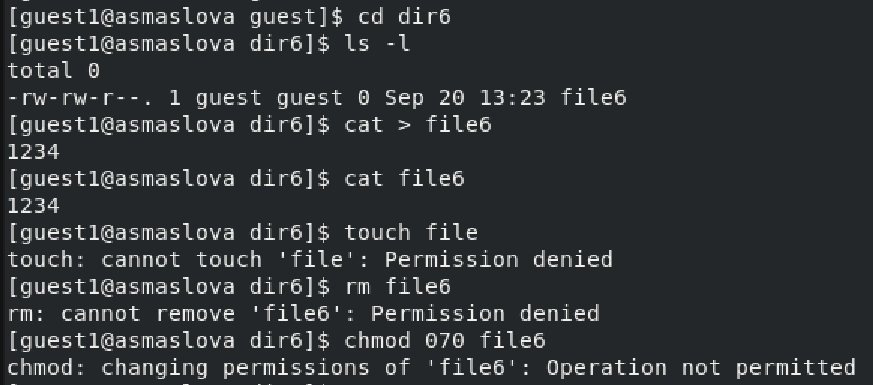 [guest1@asmaslova guest]$ cd dir6
[guest1@asmaslova dir6]$ ls -l
total 0
-rw-rw-r--. 1 guest guest 0 Sep 20 13:23 file6
[guest1@asmaslova dir6]$ cat > file6
1234
[guest1@asmaslova dir6]$ cat file6
1234
[guest1@asmaslova dir6]$ touch file
touch: cannot touch 'file': Permission denied
[guest1@asmaslova dir6]$ rm file6
rm: cannot remove 'file6': Permission denied
[guest1@asmaslova dir6]$ chmod 070 file6
chmod: changing permissions of 'file6': Operation not permitted